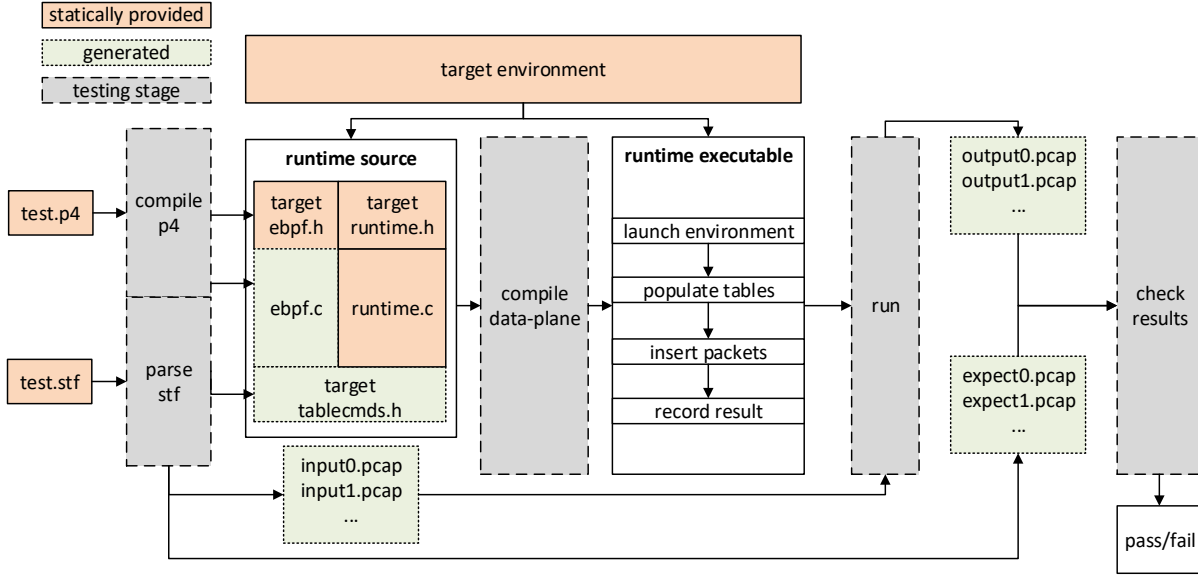 statically provided
generated
testing stage
target environment
test.p4
test.stf
compile
p4
parse
stf
runtime source
target
ebpf.h
target
runtime.h
ebpf.c
runtime.c
target
tablecmds.h
input0.pcap
input1.pcap
...
compile
data-plane
runtime executable
launch environment
populate tables
insert packets
record result
run
output0.pcap
output1.pcap
...
expect0.pcap
expect1.pcap
...
check
results
pass/fail